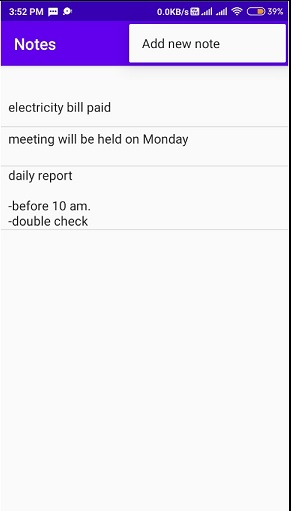 3:52 PM
0.0KB/s
39%
Notes
Add new note
electricity bill paid
meeting will be held on Monday
daily report
-before 10 am.
-double check